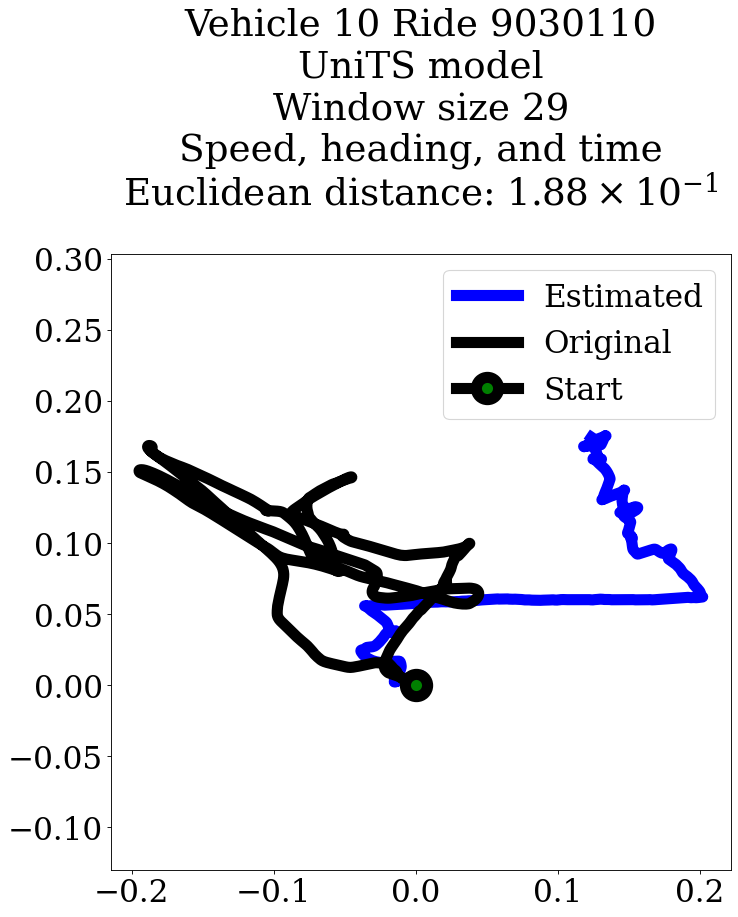 Vehicle 10 Ride 9030110
UniTS model
Window size 29
Speed, heading, and time
Euclidean distance: 1.88 × 10⁻¹
0.30
0.25
0.20
0.15
0.10
0.05
0.00
−0.05
−0.10
Estimated
Original
Start
−0.2 −0.1 0.0 0.1 0.2